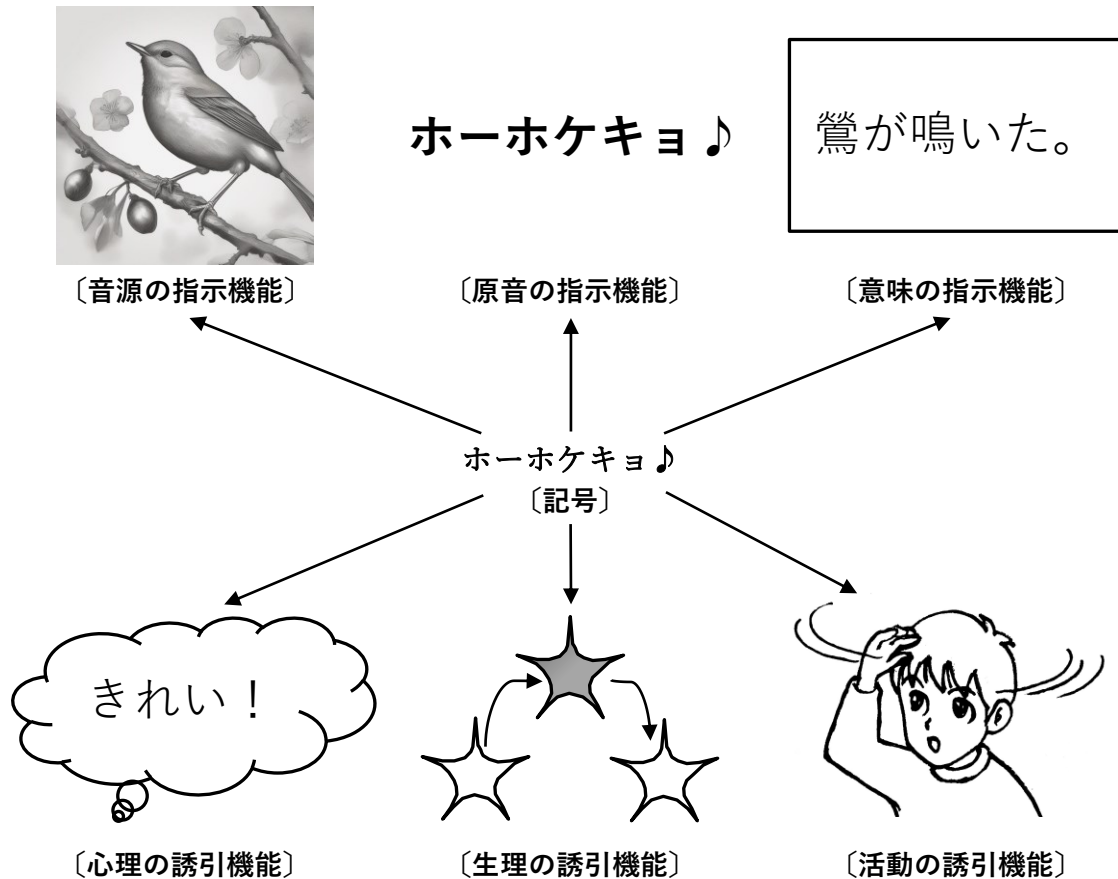 ホーホケキョ♪
鶯が鳴いた。
〔音源の指示機能〕
〔原音の指示機能〕
〔意味の指示機能〕
ホーホケキョ♪
〔記号〕
きれい！
〔心理の誘引機能〕
〔生理の誘引機能〕
〔活動の誘引機能〕